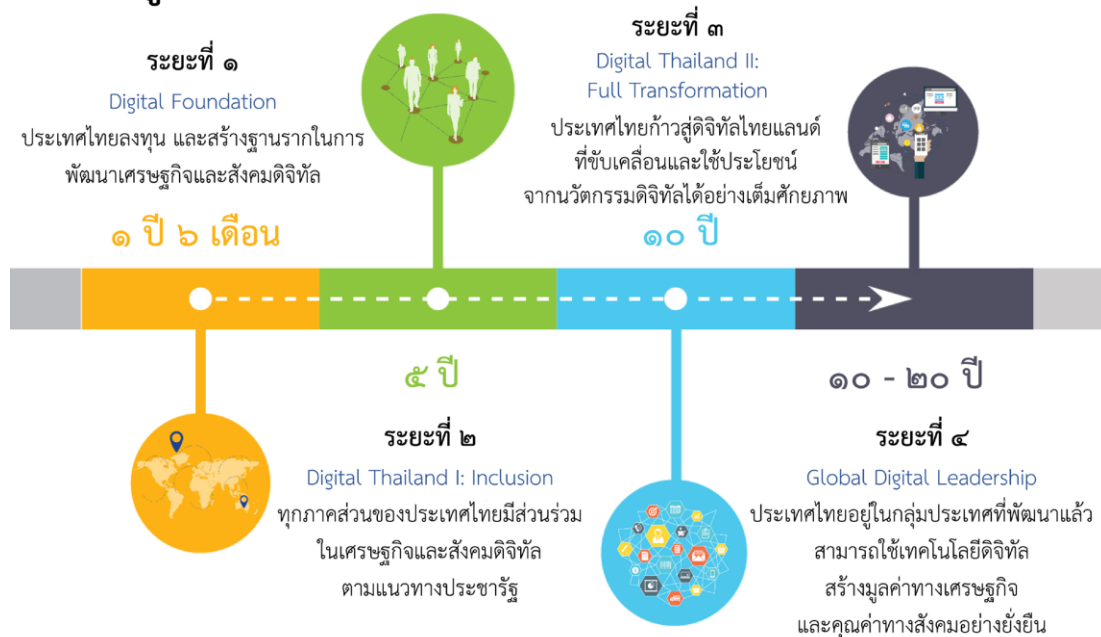 ระยะที่ ๑
Digital Foundation
ประเทศไทยลงทุน และสร้างฐานรากในการ
พัฒนาเศรษฐกิจและสังคมดิจิทัล
๑ ปี ๖ เดือน
๕ ปี
ระยะที่ ๒
Digital Thailand I: Inclusion
ทุกภาคส่วนของประเทศไทยมีส่วนร่วม
ในเศรษฐกิจและสังคมดิจิทัล
ตามแนวทางประชารัฐ
ระยะที่ ๓
Digital Thailand II:
Full Transformation
ประเทศไทยก้าวสู่ดิจิทัลไทยแลนด์
ที่ขับเคลื่อนและใช้ประโยชน์
จากนวัตกรรมดิจิทัลได้อย่างเต็มศักยภาพ
๑๐ ปี
๑๐ - ๒๐ ปี
ระยะที่ ๔
Global Digital Leadership
ประเทศไทยอยู่ในกลุ่มประเทศที่พัฒนาแล้ว
สามารถใช้เทคโนโลยีดิจิทัล
สร้างมูลค่าทางเศรษฐกิจ
และคุณค่าทางสังคมอย่างยั่งยืน